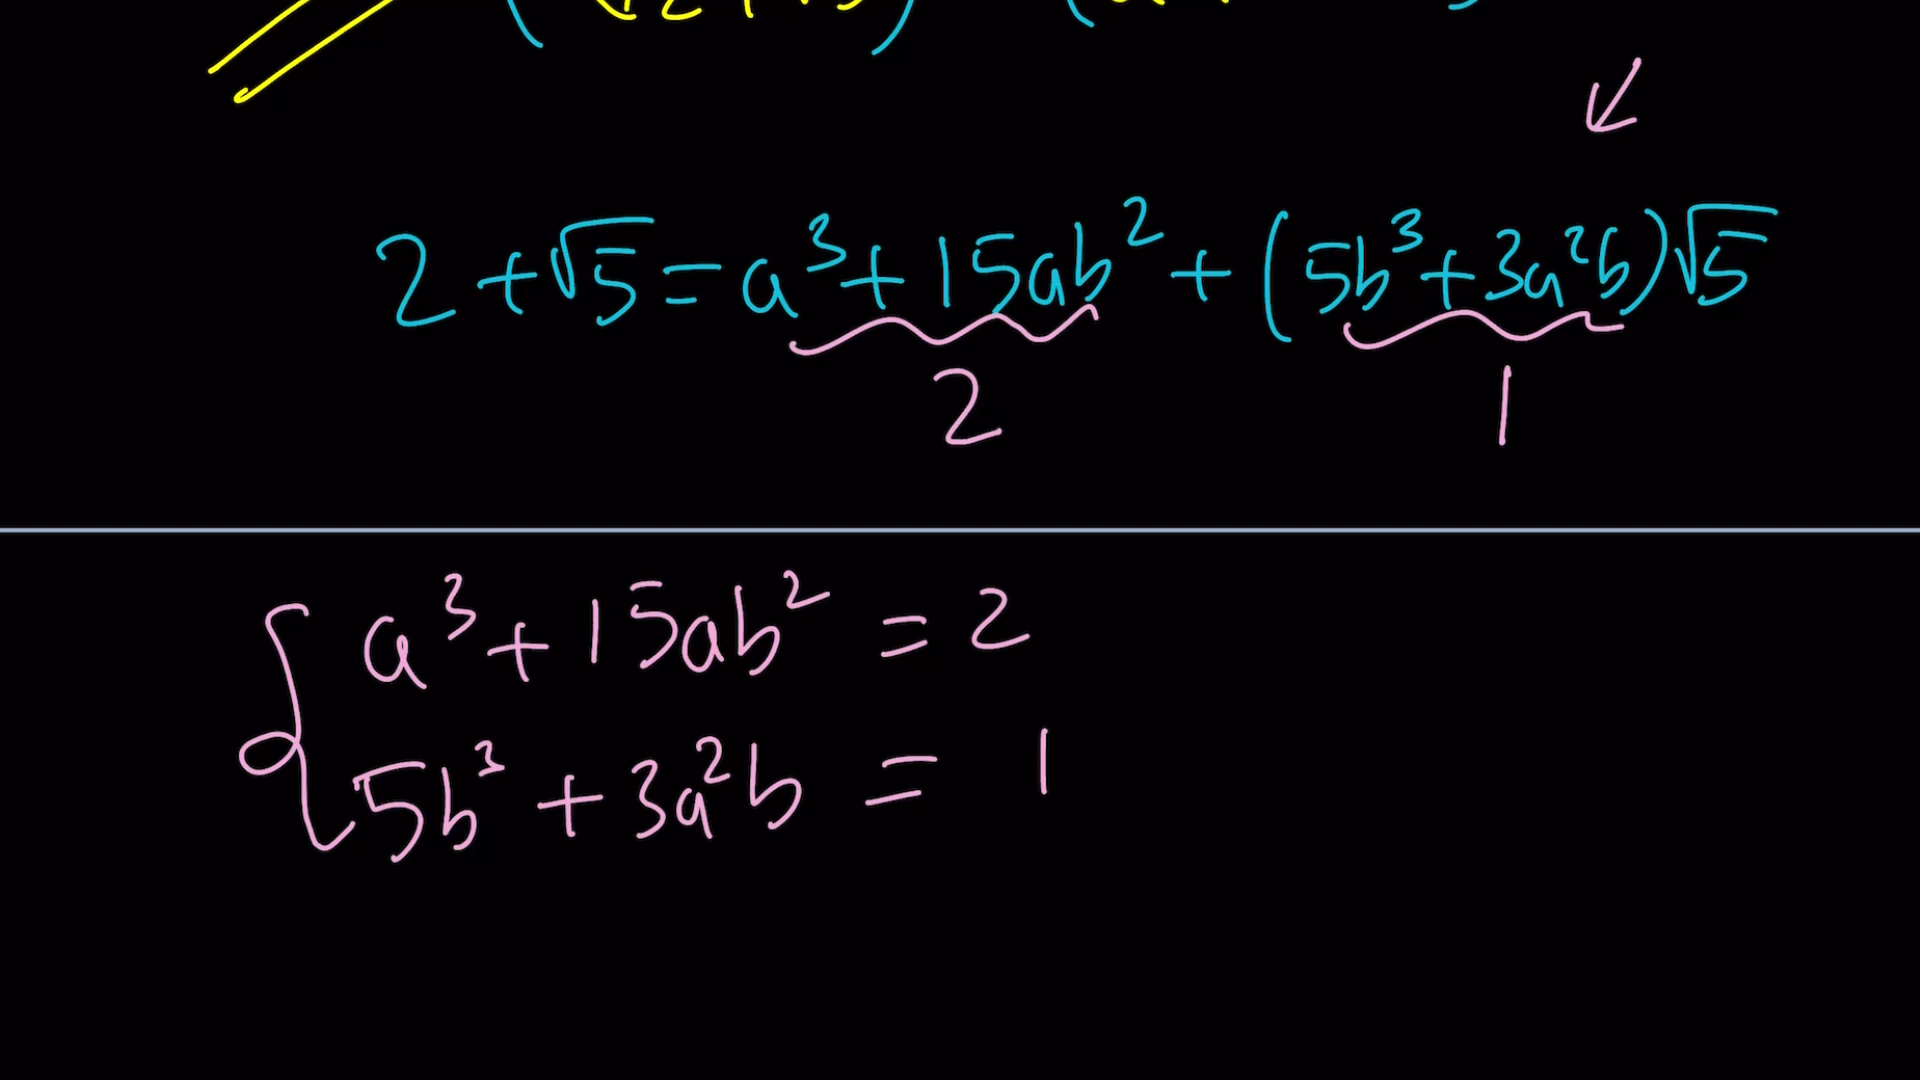 2 + √5 = a³ + 15ab² + (5b³ + 3a²b)√5
2 1
a³ + 15ab² = 2
5b³ + 3a²b = 1